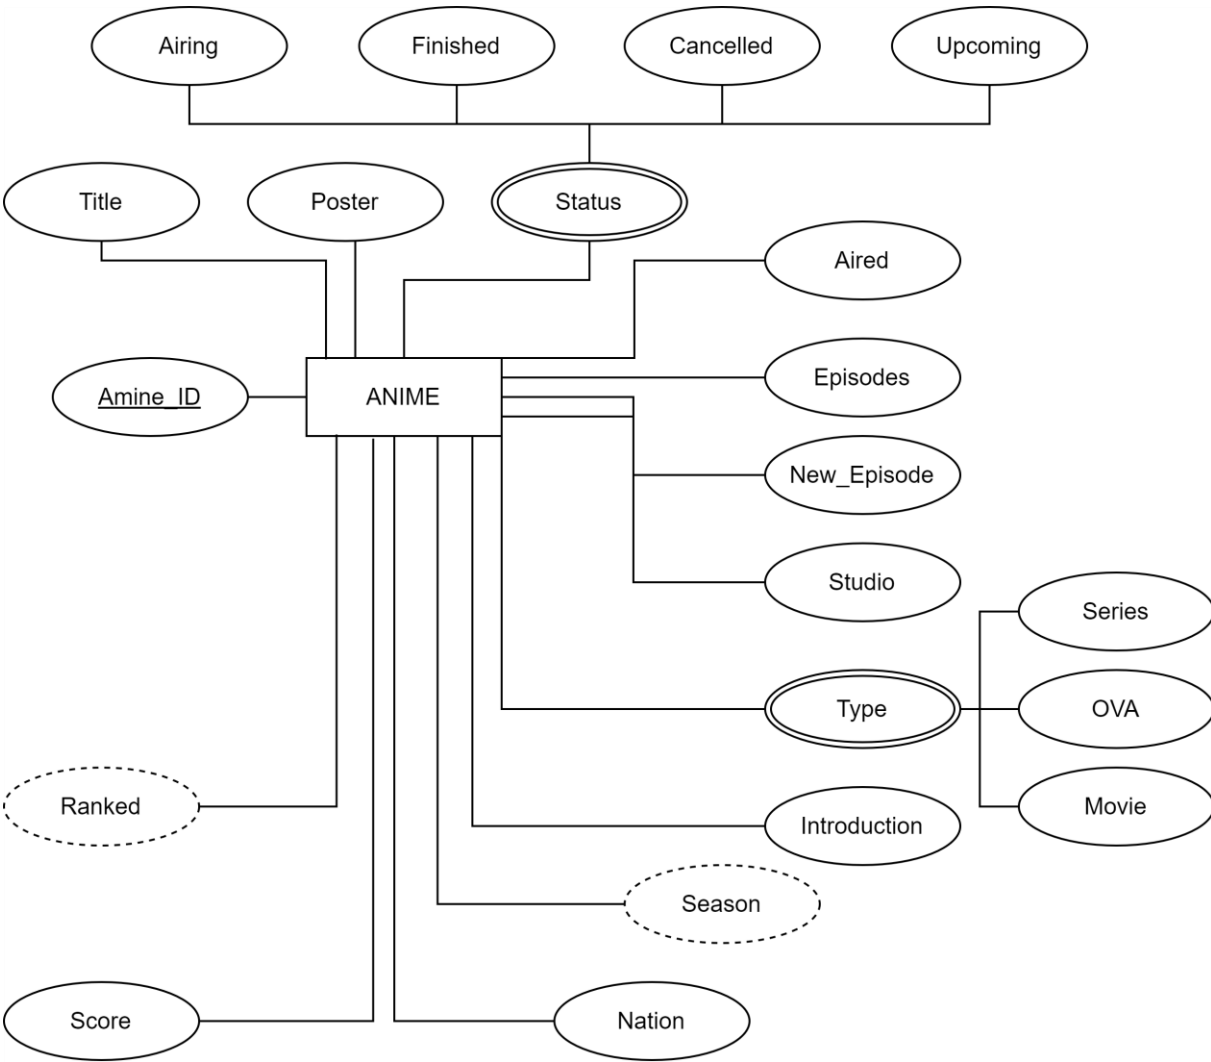 Airing
Finished
Cancelled
Upcoming
Title
Poster
Status
Aired
Episodes
Amine_ID
ANIME
New_Episode
Studio
Series
Type
OVA
Ranked
Movie
Introduction
Season
Score
Nation